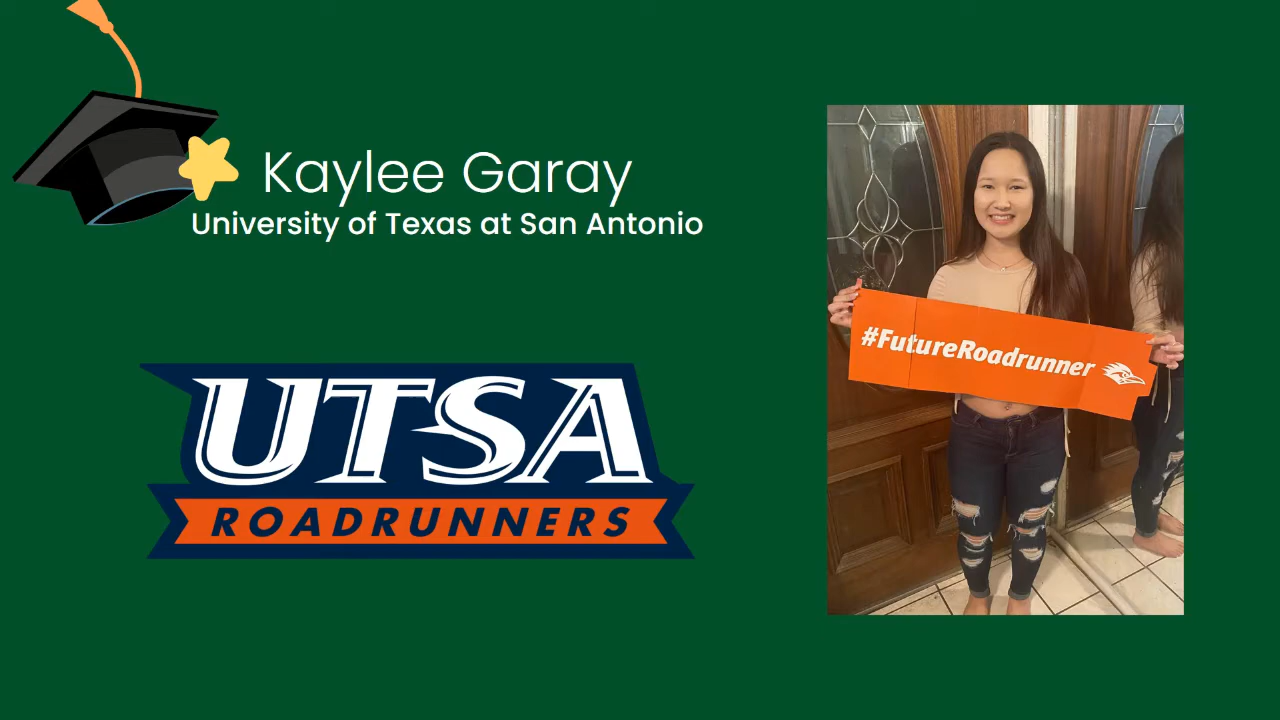 Kaylee Garay
University of Texas at San Antonio
UTSA
ROADRUNNERS
#FutureRoadrunner